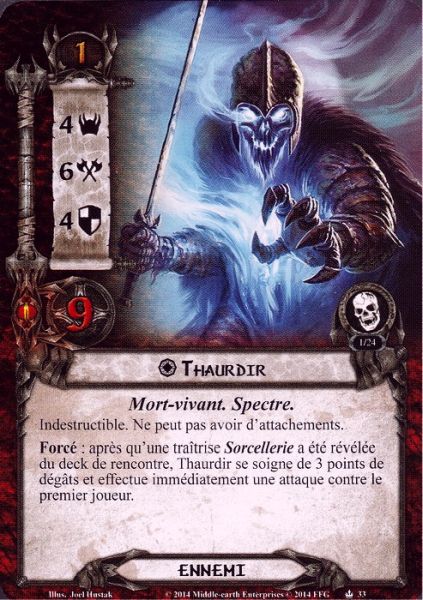 1
4
6
4
9
1/24
Thaurdir
Mort-vivant. Spectre.
Indestructible. Ne peut pas avoir d'attachements.
Forcé : après qu'une traîtrise Sorcellerie a été révélée
du deck de rencontre, Thaurdir se soigne de 3 points de
dégâts et effectue immédiatement une attaque contre le
premier joueur.
ENNEMI
Illus. Joel Hustak © 2014 Middle-earth Enterprises © 2014 FFG 33